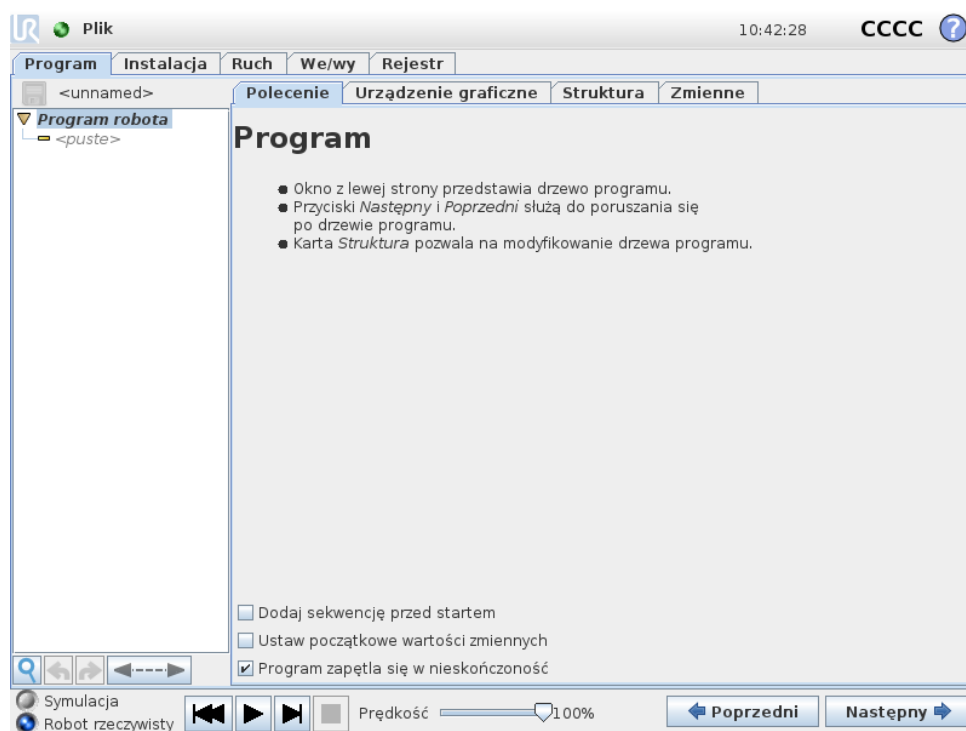 UR Plik 10:42:28 CCCC ?
Program Instalacja Ruch We/wy Rejestr
<unnamed>
Polecenie Urządzenie graficzne Struktura Zmienne
Program robota
<puste>
Program
Okno z lewej strony przedstawia drzewo programu.
Przyciski Następny i Poprzedni służą do poruszania się
po drzewie programu.
Karta Struktura pozwala na modyfikowanie drzewa programu.
Dodaj sekwencję przed startem
Ustaw początkowe wartości zmiennych
Program zapętla się w nieskończoność
Symulacja
Robot rzeczywisty
Prędkość 100%
Poprzedni Następny